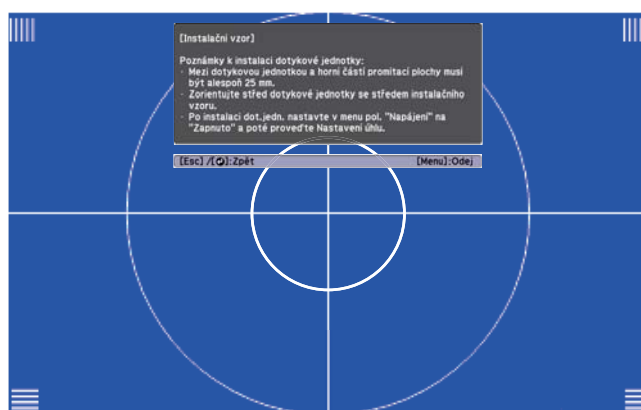 [Instalační vzor]
Poznámky k instalaci dotykové jednotky:
· Mezi dotykovou jednotkou a horní částí promítací plochy musí
být alespoň 25 mm.
· Zorientujte střed dotykové jednotky se středem instalačního
vzoru.
· Po instalaci dot.jedn. nastavte v menu pol. "Napájení" na
"Zapnuto" a poté proveďte Nastavení úhlu.
[Esc] /[↩]:Zpět [Menu]:Odej